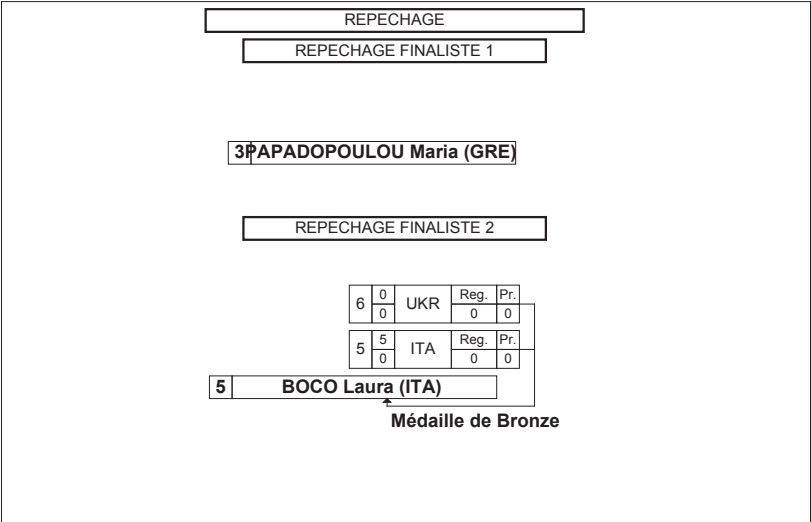 REPECHAGE
REPECHAGE FINALISTE 1
3 PAPADOPOULOU Maria (GRE)
REPECHAGE FINALISTE 2
6 0 UKR Reg. Pr.
0 0 0
5 5 ITA Reg. Pr.
0 0 0
5 BOCO Laura (ITA)
Médaille de Bronze